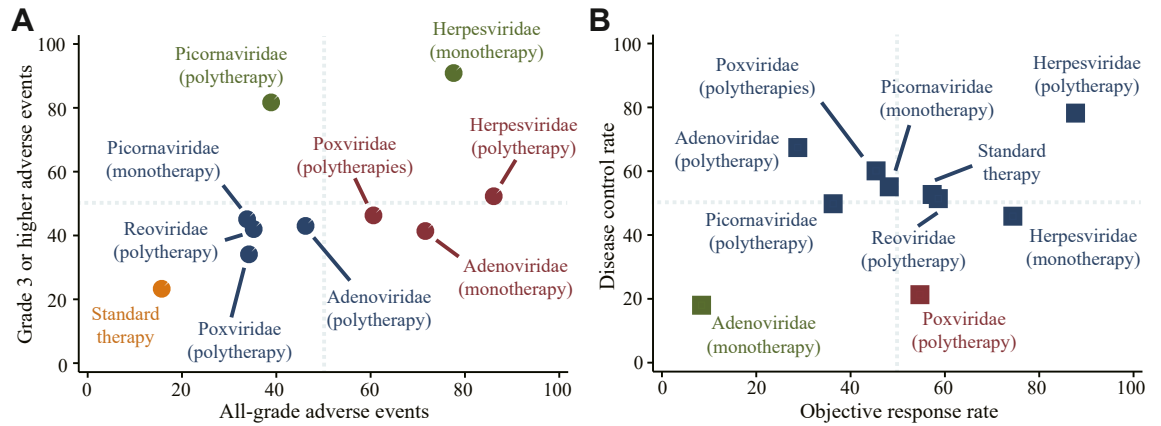 A
Grade 3 or higher adverse events
100
80
60
40
20
0
0
20
40
60
80
100
All-grade adverse events
Herpesviridae
(monotherapy)
Picornaviridae
(polytherapy)
Herpesviridae
(polytherapy)
Poxviridae
(polytherapies)
Picornaviridae
(monotherapy)
Reoviridae
(polytherapy)
Adenoviridae
(monotherapy)
Adenoviridae
(polytherapy)
Standard
therapy
Poxviridae
(polytherapy)
B
Disease control rate
100
80
60
40
20
0
0
20
40
60
80
100
Objective response rate
Poxviridae
(polytherapies)
Herpesviridae
(polytherapy)
Picornaviridae
(monotherapy)
Adenoviridae
(polytherapy)
Standard
therapy
Picornaviridae
(polytherapy)
Reoviridae
(polytherapy)
Herpesviridae
(monotherapy)
Adenoviridae
(monotherapy)
Poxviridae
(polytherapy)